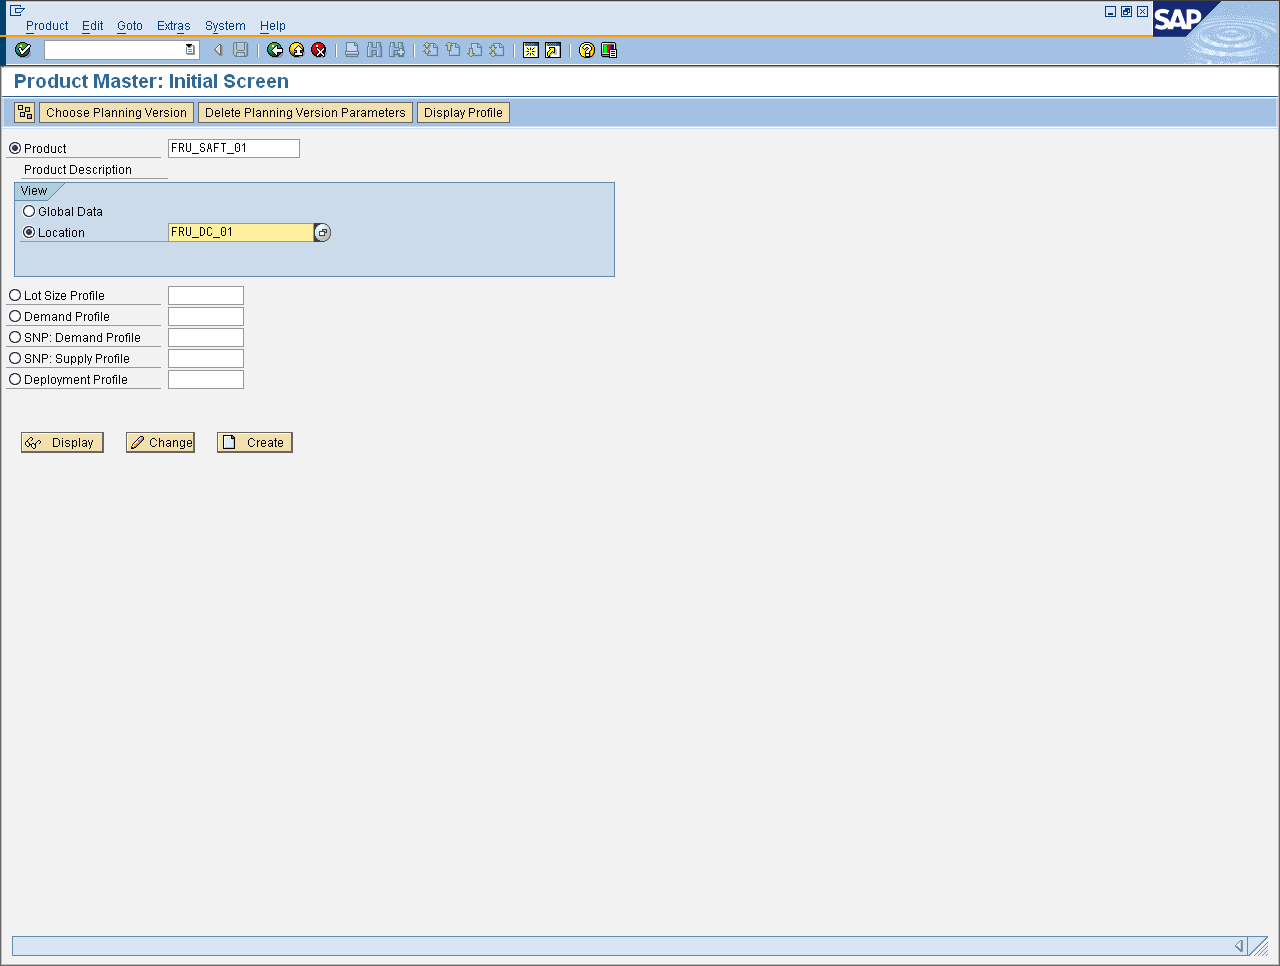 Product Edit Goto Extras System Help
SAP
Product Master: Initial Screen
Choose Planning Version Delete Planning Version Parameters Display Profile
Product FRU_SAFT_01
Product Description
View
Global Data
Location FRU_DC_01
Lot Size Profile
Demand Profile
SNP: Demand Profile
SNP: Supply Profile
Deployment Profile
Display Change Create